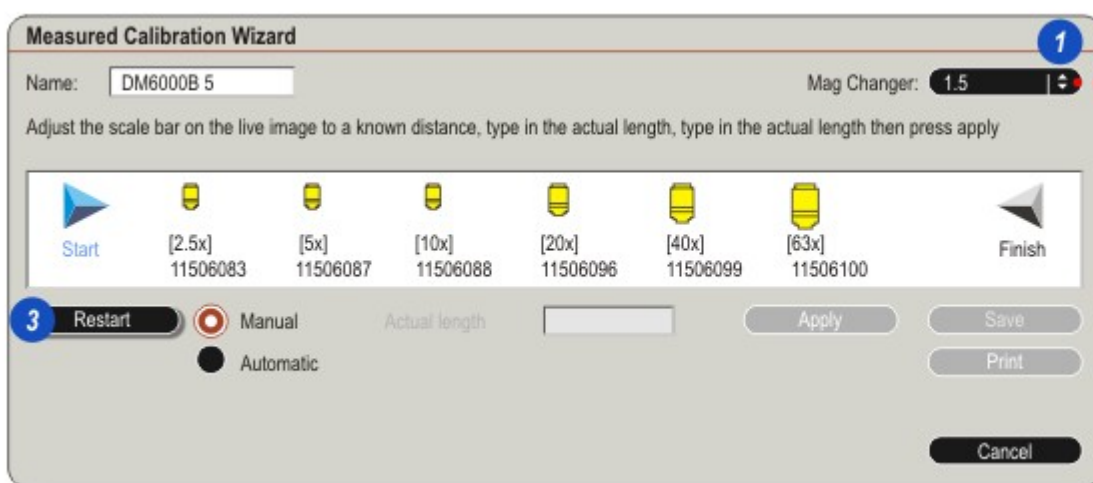 Measured Calibration Wizard
1
Name: DM6000B 5 Mag Changer: 1.5
Adjust the scale bar on the live image to a known distance, type in the actual length, type in the actual length then press apply
Start [2.5x] [5x] [10x] [20x] [40x] [63x] Finish
11506083 11506087 11506088 11506096 11506099 11506100
3 Restart Manual Actual length Apply Save
Automatic Print
Cancel